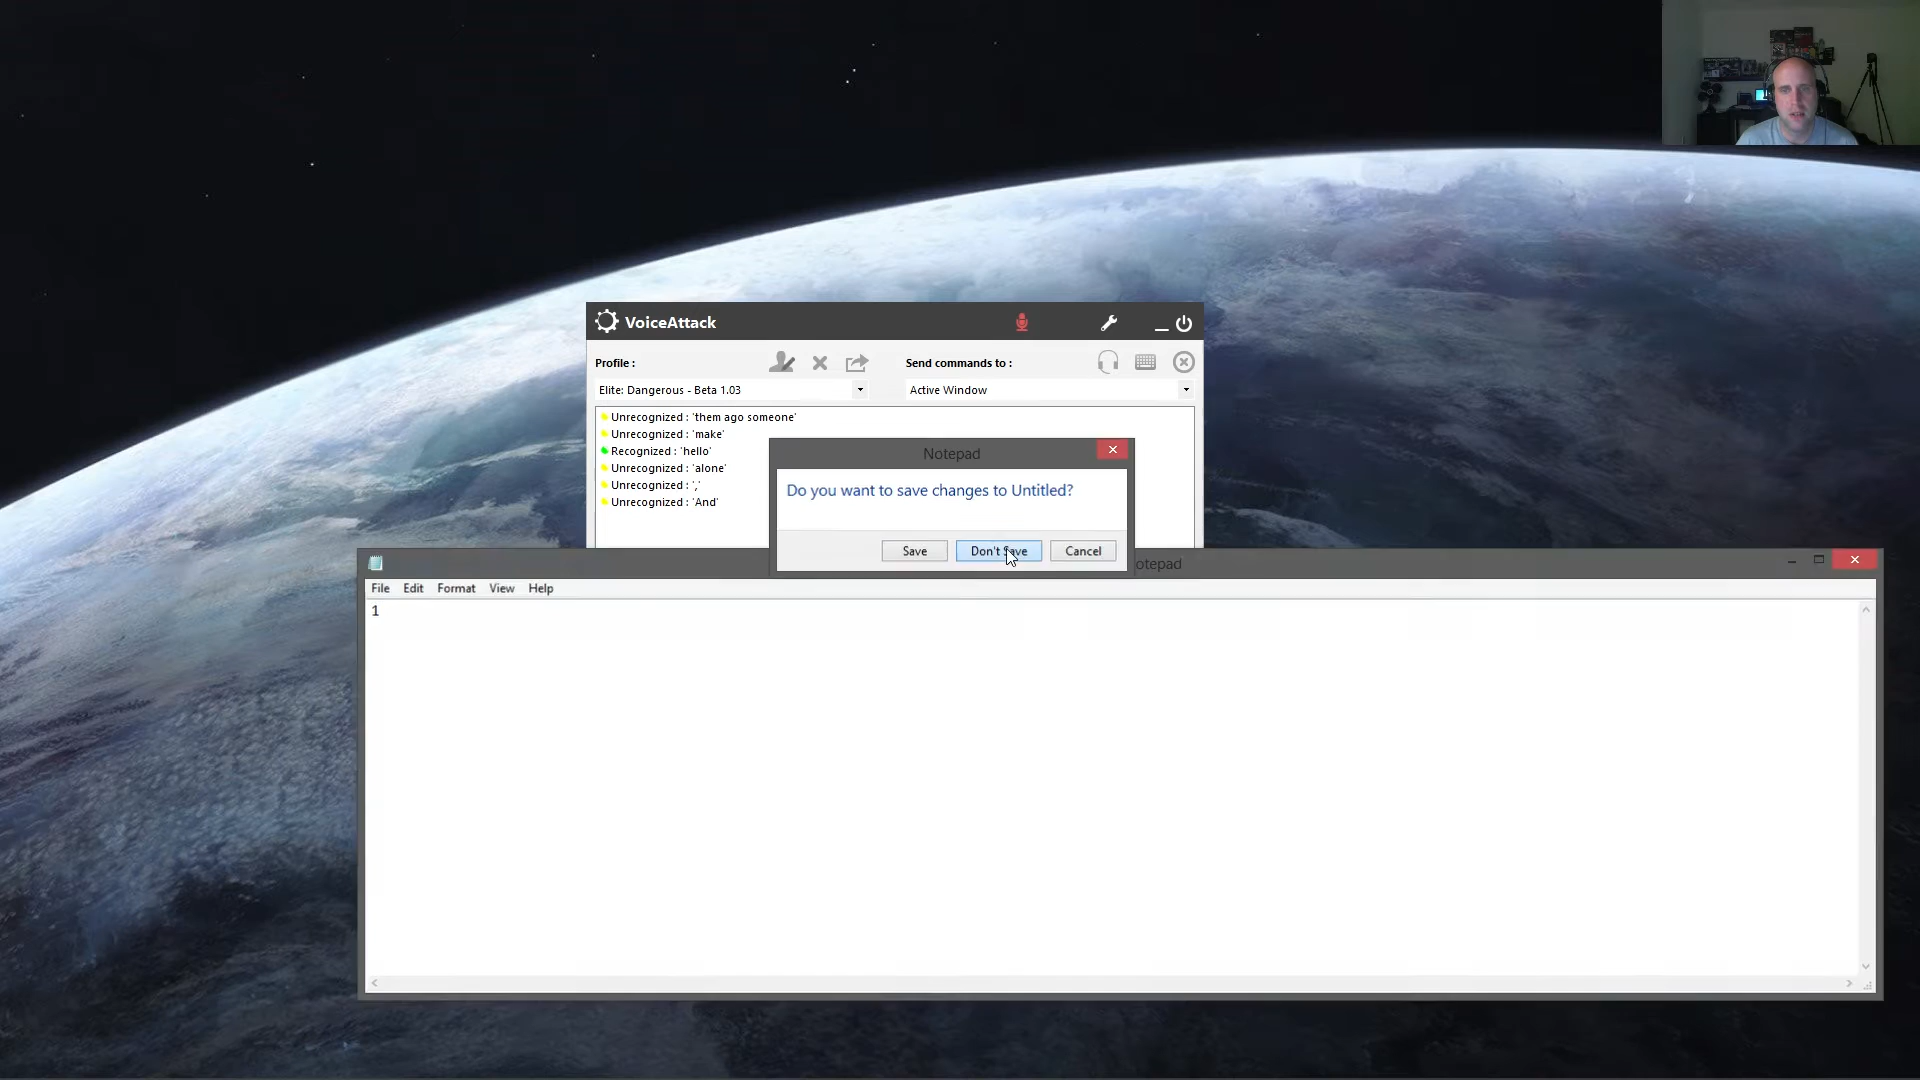 VoiceAttack
Profile :
Send commands to :
Elite: Dangerous - Beta 1.03
Active Window
Unrecognized : 'them ago someone'
Unrecognized : 'make'
Recognized : 'hello'
Unrecognized : 'alone'
Unrecognized : ','
Unrecognized : 'And'
Notepad
Do you want to save changes to Untitled?
Save
Don't Save
Cancel
otepad
File Edit Format View Help
1